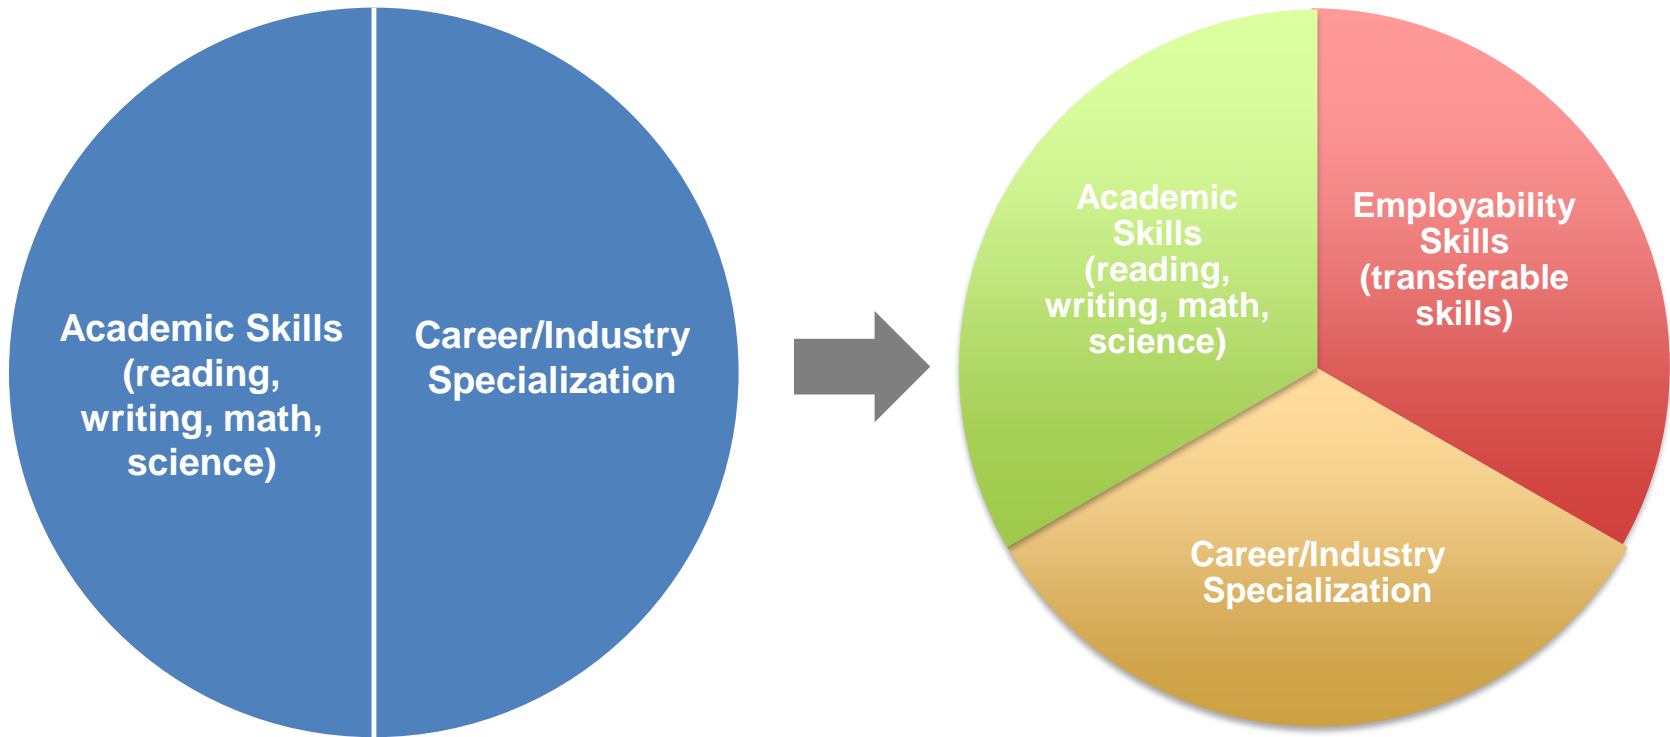 Academic Skills
(reading,
writing, math,
science)
Career/Industry
Specialization
Academic
Skills
(reading,
writing, math,
science)
Employability
Skills
(transferable
skills)
Career/Industry
Specialization